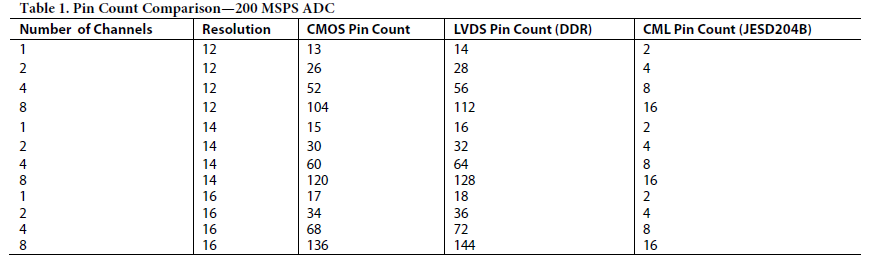 Table 1. Pin Count Comparison—200 MSPS ADC
Number of Channels Resolution CMOS Pin Count LVDS Pin Count (DDR) CML Pin Count (JESD204B)
1 12 13 14 2
2 12 26 28 4
4 12 52 56 8
8 12 104 112 16
1 14 15 16 2
2 14 30 32 4
4 14 60 64 8
8 14 120 128 16
1 16 17 18 2
2 16 34 36 4
4 16 68 72 8
8 16 136 144 16